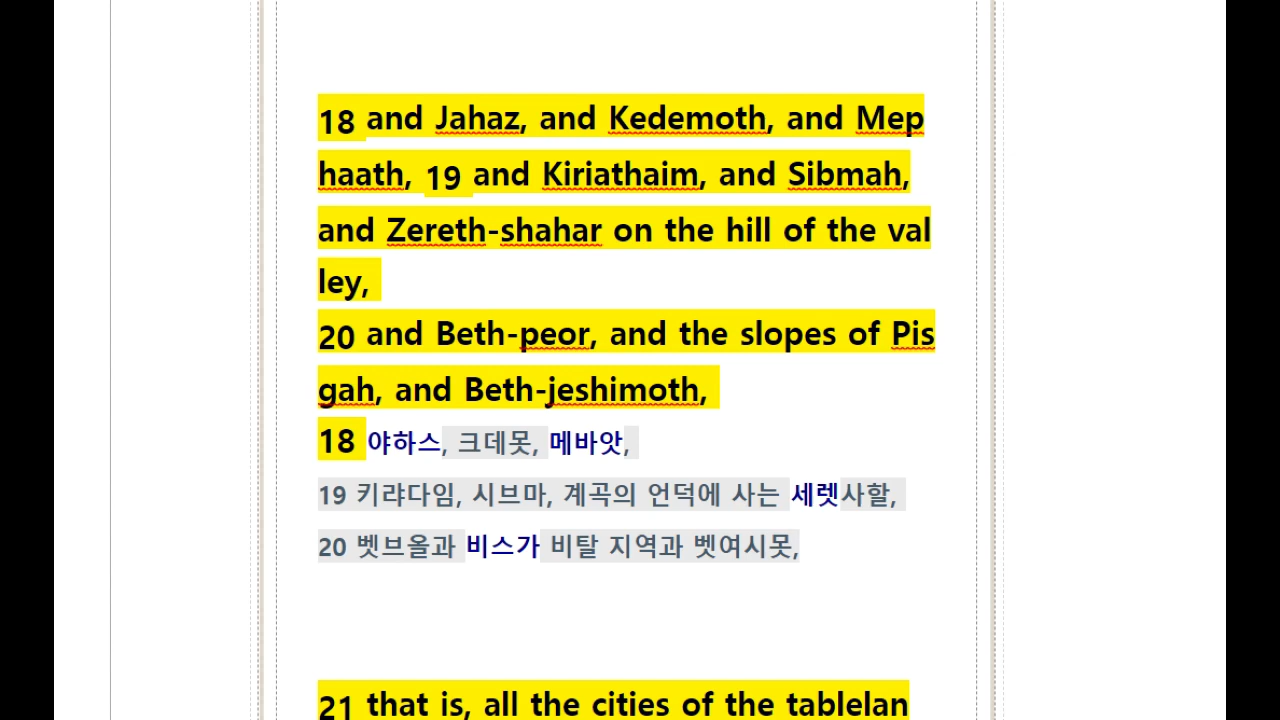 18 and Jahaz, and Kedemoth, and Mep
haath, 19 and Kiriathaim, and Sibmah,
and Zereth-shahar on the hill of the val
ley,
20 and Beth-peor, and the slopes of Pis
gah, and Beth-jeshimoth,
18 야하스, 크데못, 메바앗,
19 키랴다임, 시브마, 계곡의 언덕에 사는 세렛사할,
20 벳브올과 비스가 비탈 지역과 벳여시못,
21 that is, all the cities of the tablelan